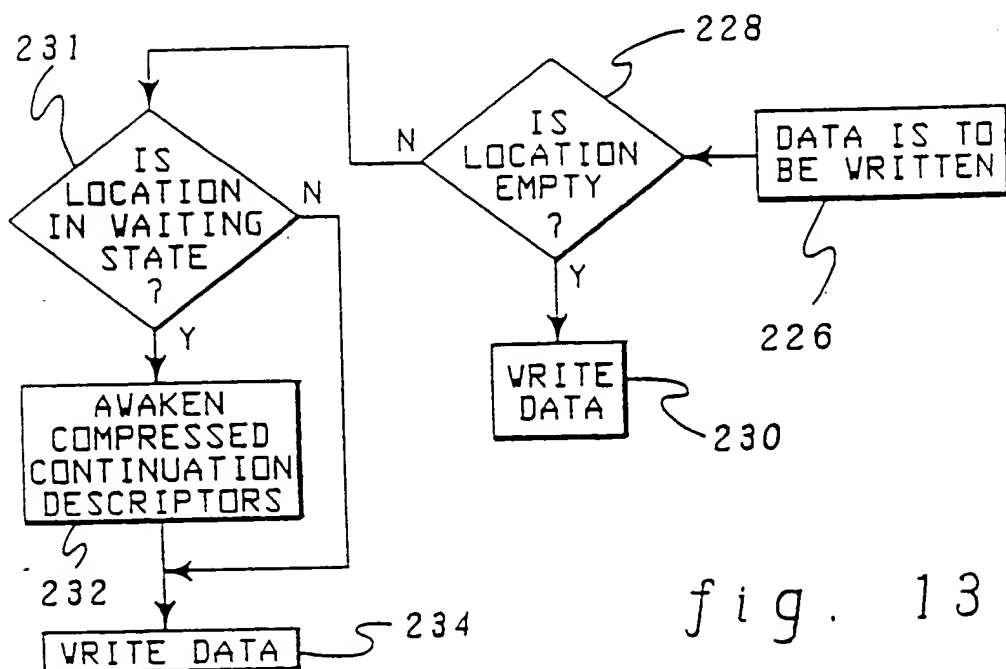 231
228
IS
LOCATION
IN WAITING
STATE
?
N
Y
N
IS
LOCATION
EMPTY
?
Y
DATA IS TO
BE WRITTEN
226
WRITE
DATA
230
AWAKEN
COMPRESSED
CONTINUATION
DESCRIPTORS
232
WRITE DATA
234
fig. 13